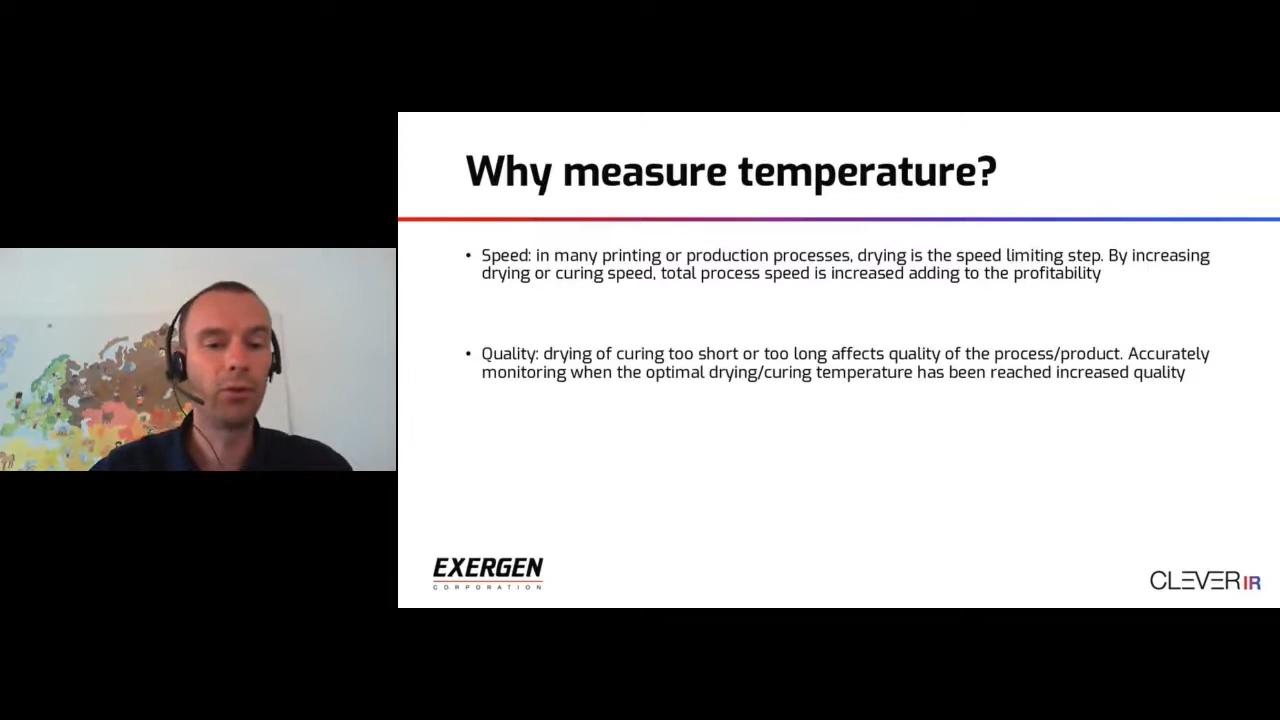 Why measure temperature?
• Speed: in many printing or production processes, drying is the speed limiting step. By increasing
drying or curing speed, total process speed is increased adding to the profitability
• Quality: drying of curing too short or too long affects quality of the process/product. Accurately
monitoring when the optimal drying/curing temperature has been reached increased quality
EXERGEN
CORPORATION
CLEVER IR